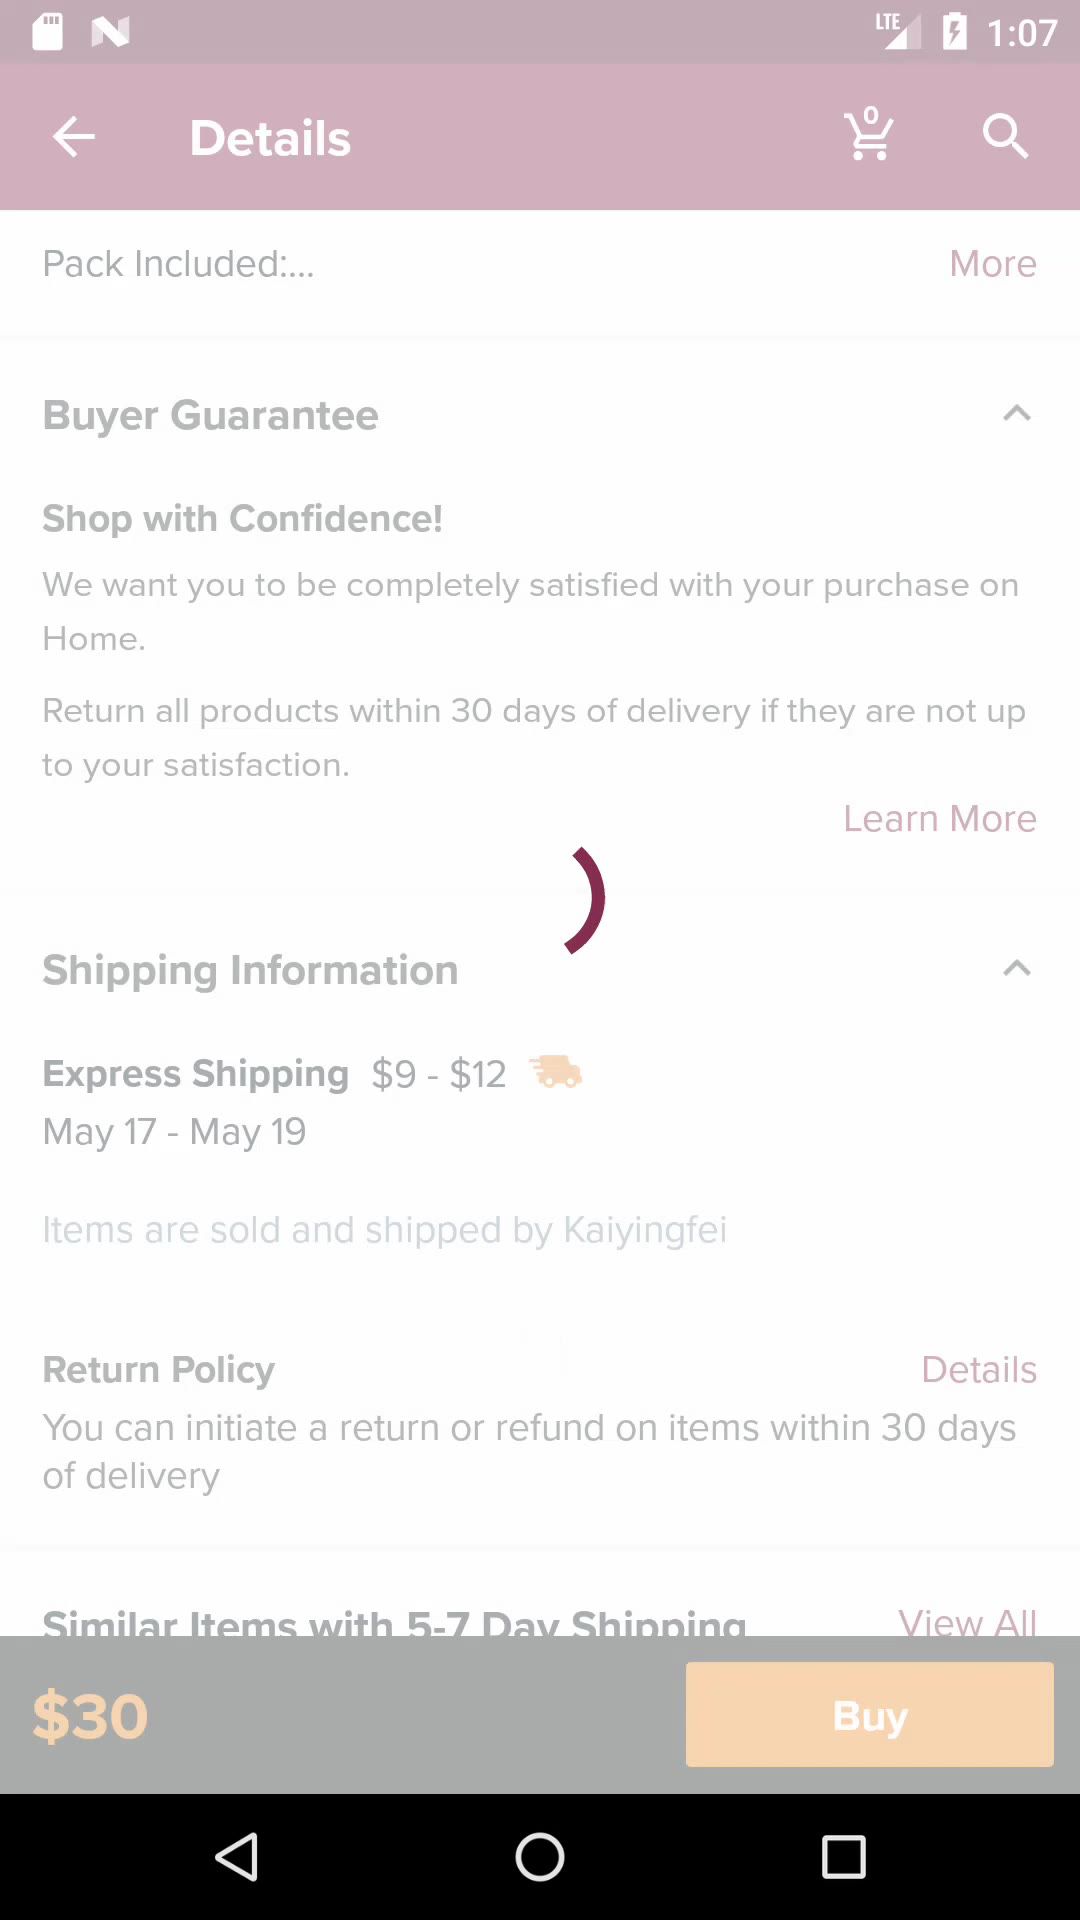 LTE 1:07
Details 0
Pack Included:... More
Buyer Guarantee
Shop with Confidence!
We want you to be completely satisfied with your purchase on
Home.
Return all products within 30 days of delivery if they are not up
to your satisfaction.
Learn More
Shipping Information
Express Shipping $9 - $12
May 17 - May 19
Items are sold and shipped by Kaiyingfei
Return Policy Details
You can initiate a return or refund on items within 30 days
of delivery
Similar Items with 5-7 Day Shipping View All
$30 Buy